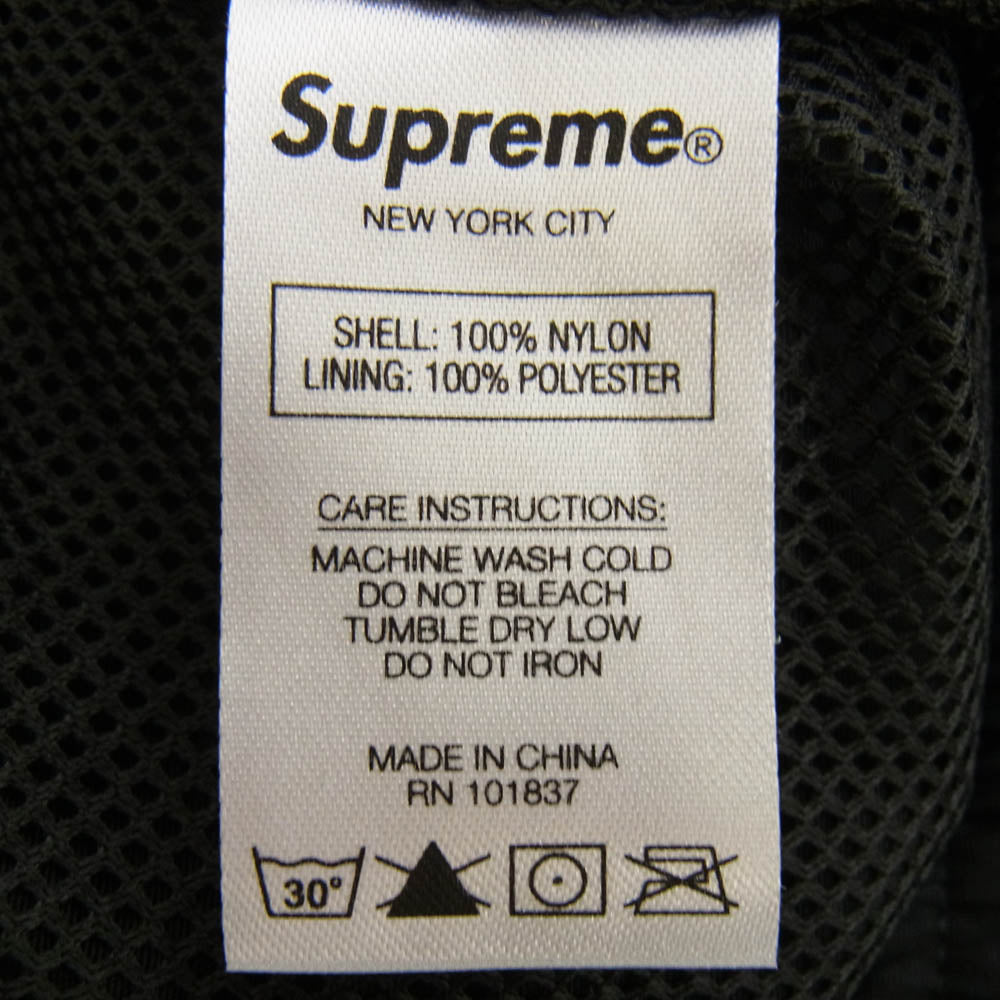 Supreme®
NEW YORK CITY
SHELL: 100% NYLON
LINING: 100% POLYESTER
CARE INSTRUCTIONS:
MACHINE WASH COLD
DO NOT BLEACH
TUMBLE DRY LOW
DO NOT IRON
MADE IN CHINA
RN 101837
30°